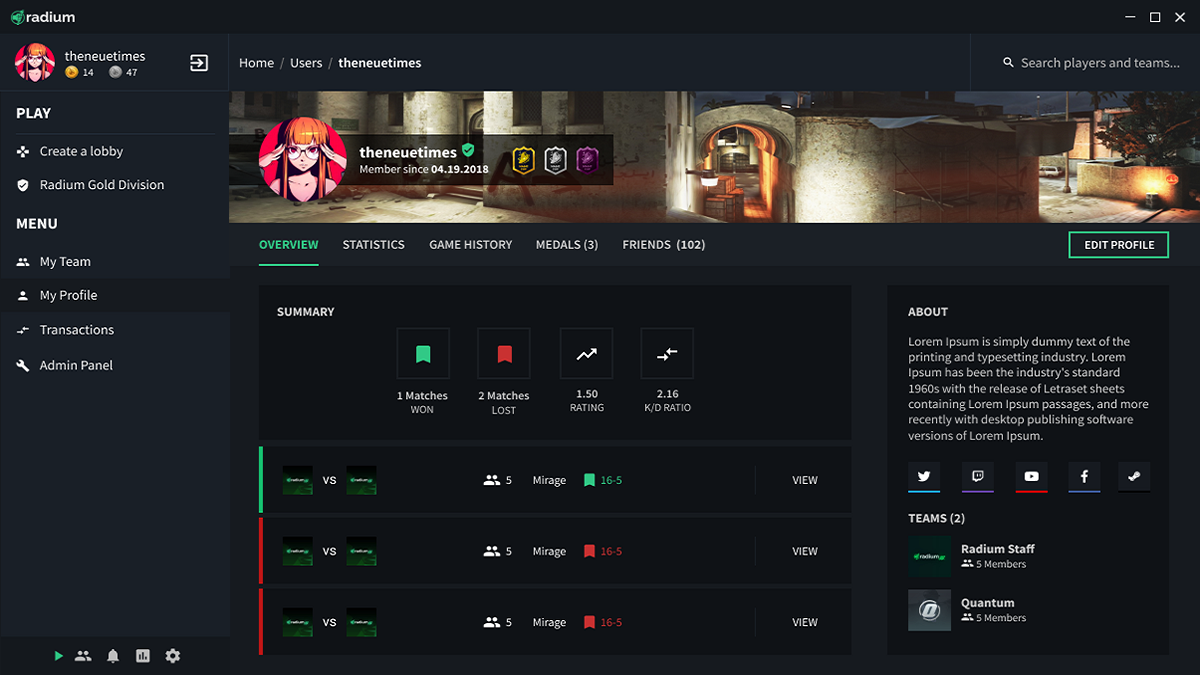 radium
theneuetimes
14 47
Home / Users / theneuetimes
Search players and teams...
PLAY
Create a lobby
Radium Gold Division
MENU
My Team
My Profile
Transactions
Admin Panel
theneuetimes
Member since 04.19.2018
OVERVIEW STATISTICS GAME HISTORY MEDALS (3) FRIENDS (102)
EDIT PROFILE
SUMMARY
1 Matches
WON
2 Matches
LOST
1.50
RATING
2.16
K/D RATIO
radium VS radium 5 Mirage 16-5 VIEW
radium VS radium 5 Mirage 16-5 VIEW
radium VS radium 5 Mirage 16-5 VIEW
ABOUT
Lorem Ipsum is simply dummy text of the
printing and typesetting industry. Lorem
Ipsum has been the industry's standard
1960s with the release of Letraset sheets
containing Lorem Ipsum passages, and more
recently with desktop publishing software
versions of Lorem Ipsum.
TEAMS (2)
radium
Radium Staff
5 Members
Quantum
5 Members